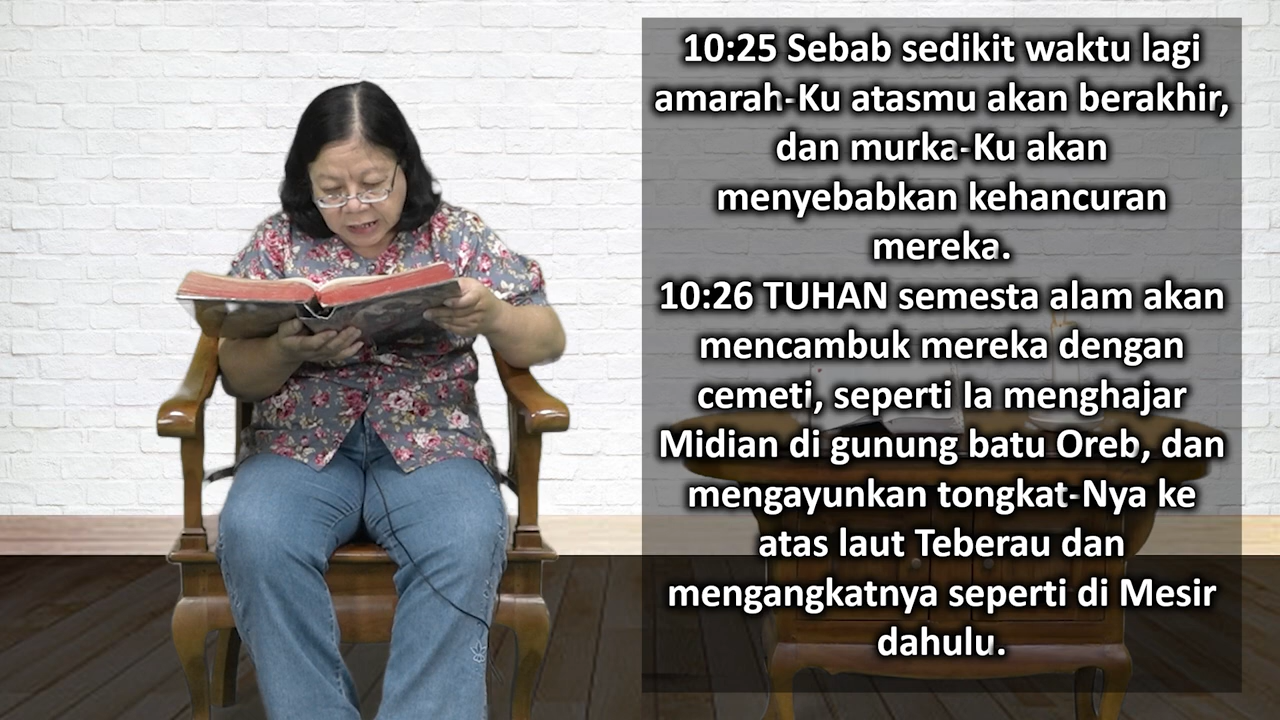 10:25 Sebab sedikit waktu lagi
amarah-Ku atasmu akan berakhir,
dan murka-Ku akan
menyebabkan kehancuran
mereka.
10:26 TUHAN semesta alam akan
mencambuk mereka dengan
cemeti, seperti Ia menghajar
Midian di gunung batu Oreb, dan
mengayunkan tongkat-Nya ke
atas laut Teberau dan
mengangkatnya seperti di Mesir
dahulu.